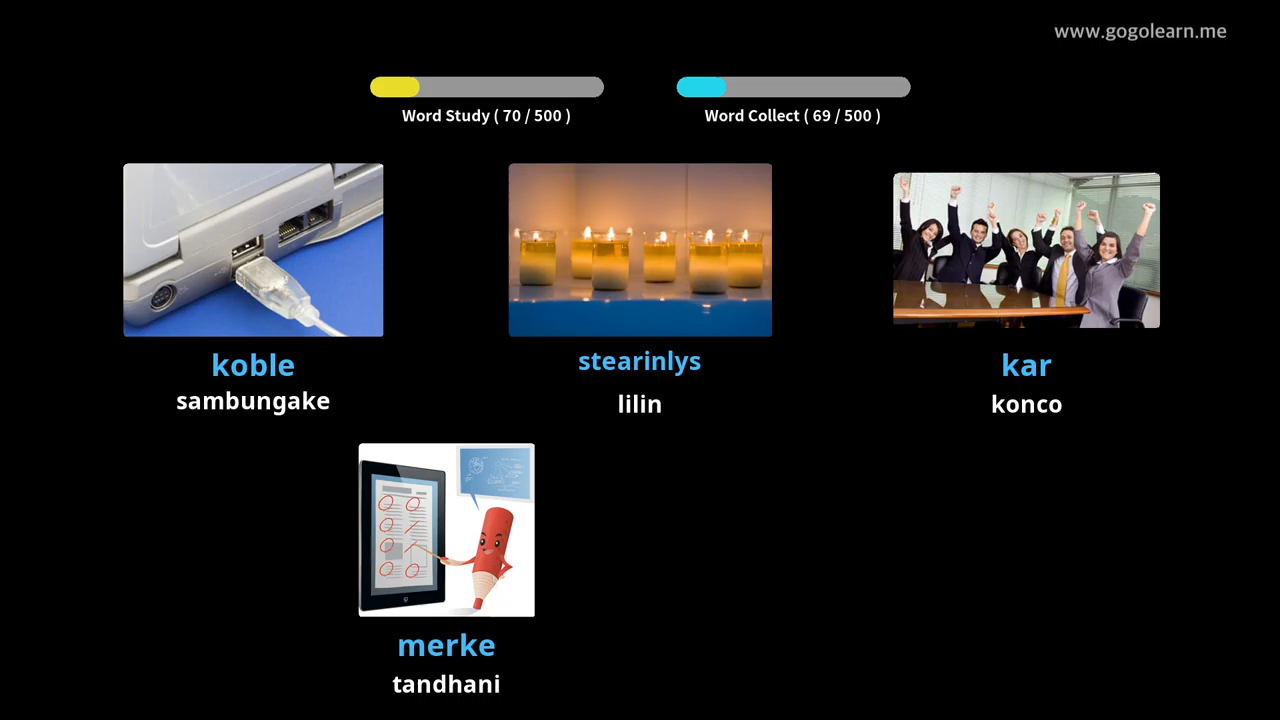 www.gogolearn.me
Word Study ( 70 / 500 )
Word Collect ( 69 / 500 )
koble
sambungake
stearinlys
lilin
kar
konco
merke
tandhani